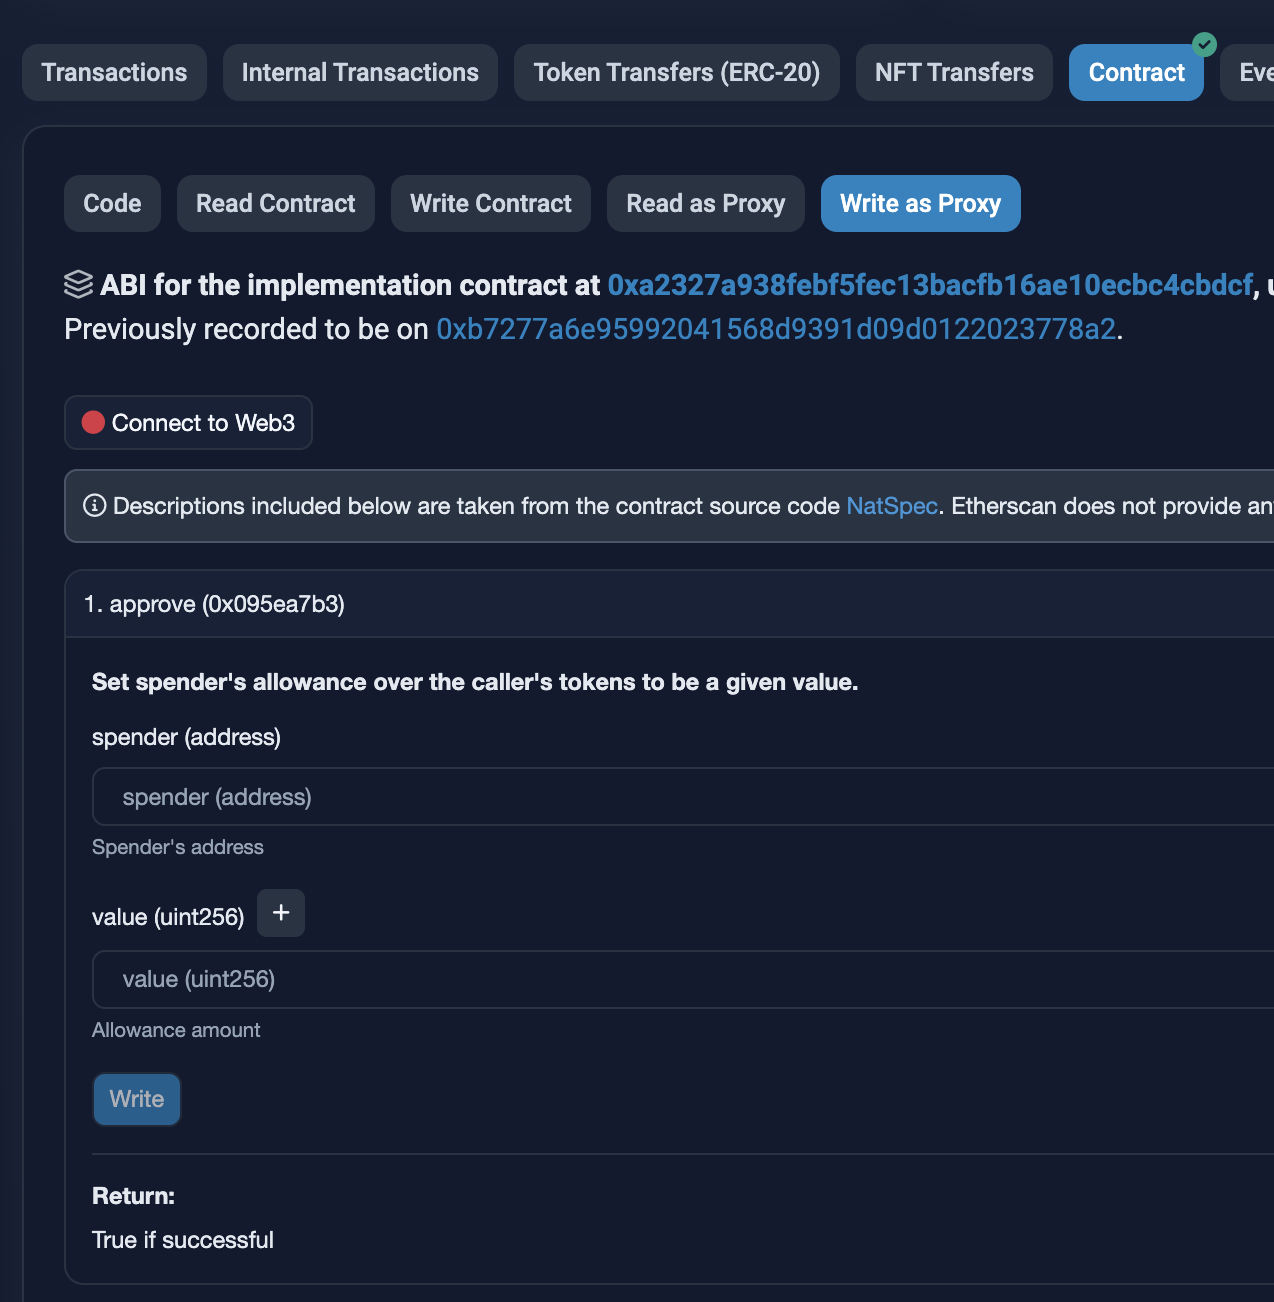 Transactions Internal Transactions Token Transfers (ERC-20) NFT Transfers Contract Eve
Code Read Contract Write Contract Read as Proxy Write as Proxy
ABI for the implementation contract at 0xa2327a938febf5fec13bacfb16ae10ecbc4cbdcf, u
Previously recorded to be on 0xb7277a6e95992041568d9391d09d0122023778a2.
Connect to Web3
Descriptions included below are taken from the contract source code NatSpec. Etherscan does not provide an
1. approve (0x095ea7b3)
Set spender's allowance over the caller's tokens to be a given value.
spender (address)
spender (address)
Spender's address
value (uint256) +
value (uint256)
Allowance amount
Write
Return:
True if successful